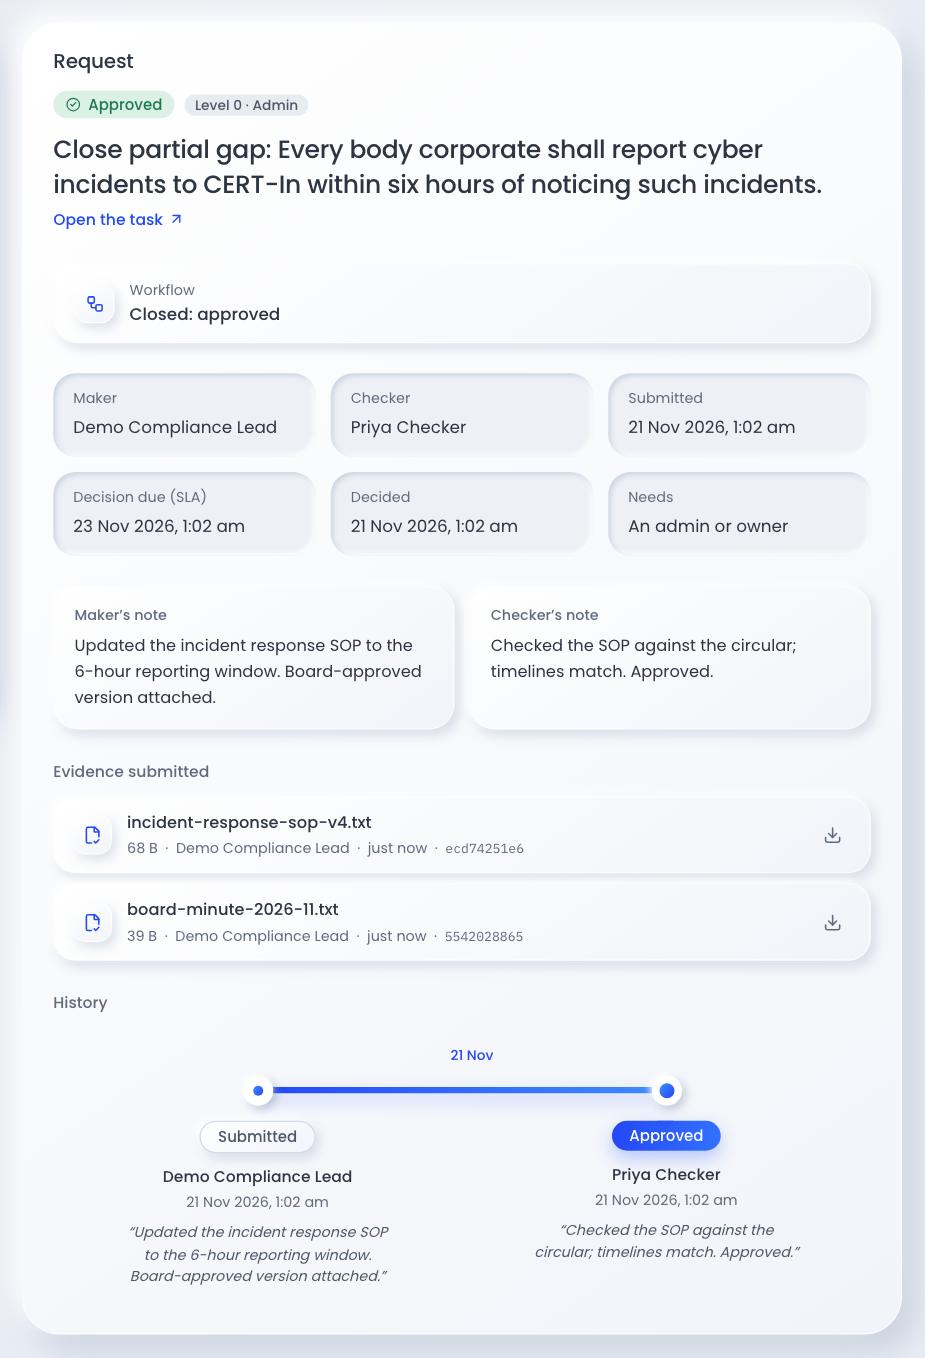 Request
Approved
Level 0 · Admin
Close partial gap: Every body corporate shall report cyber
incidents to CERT-In within six hours of noticing such incidents.
Open the task
Workflow
Closed: approved
Maker
Demo Compliance Lead
Checker
Priya Checker
Submitted
21 Nov 2026, 1:02 am
Decision due (SLA)
23 Nov 2026, 1:02 am
Decided
21 Nov 2026, 1:02 am
Needs
An admin or owner
Maker’s note
Updated the incident response SOP to the
6-hour reporting window. Board-approved
version attached.
Checker’s note
Checked the SOP against the circular;
timelines match. Approved.
Evidence submitted
incident-response-sop-v4.txt
68 B · Demo Compliance Lead · just now · ecd74251e6
board-minute-2026-11.txt
39 B · Demo Compliance Lead · just now · 5542028865
History
21 Nov
Submitted
Demo Compliance Lead
21 Nov 2026, 1:02 am
“Updated the incident response SOP
to the 6-hour reporting window.
Board-approved version attached.”
Approved
Priya Checker
21 Nov 2026, 1:02 am
“Checked the SOP against the
circular; timelines match. Approved.”